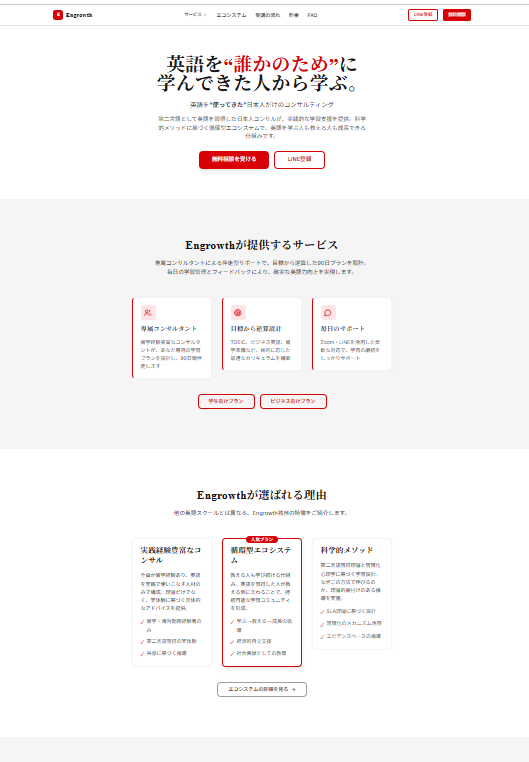 Engrowth
サービス
エコシステム
受講の流れ
料金
FAQ
LINE登録
無料相談
英語を“誰かのため”に
学んできた人から学ぶ。
英語を“使ってきた”日本人だけのコンサルティング
第二言語として英語を習得した日本人コンサルが、実践的な学習支援を提供。科学
的メソッドに基づく循環型エコシステムで、英語を学ぶ人も教える人も成長できる
仕組みです。
無料相談を受ける
LINE登録
Engrowthが提供するサービス
専属コンサルタントによる伴走型サポートで、目標から逆算した90日プランを設計。
毎日の学習管理とフィードバックにより、確実な英語力向上を実現します。
専属コンサルタント
留学経験豊富なコンサルタ
ントが、あなた専用の学習
プランを設計し、90日間伴
走します
目標から逆算設計
TOEIC、ビジネス英語、留
学準備など、目的に応じた
最適なカリキュラムを構築
毎日のサポート
Zoom・LINEを活用した柔
軟な対応で、学習の継続を
しっかりサポート
学生向けプラン
ビジネス向けプラン
Engrowthが選ばれる理由
他の英語スクールとは異なる、Engrowth独自の特徴をご紹介します。
実践経験豊富なコ
ンサル
全員が留学経験あり、英語
を実務で使いこなす人材の
みで構成。理論だけでな
く、実体験に基づく具体的
なアドバイスを提供。
留学・海外勤務経験者の
み
第二言語習得の実体験
共感に基づく指導
人気プラン
循環型エコシステ
ム
教える人も学び続ける仕組
み。英語を習得した人が教
える側に立わることで、持
続可能な学習コミュニティ
を形成。
学ぶ→教える→成長の循
環
経済的自立支援
社会貢献としての教育
科学的メソッド
第二言語習得理論と習慣化
心理学に基づく学習設計。
なぜこの方法で伸びるの
か、理論的裏付けのある指
導を実施。
SLA理論に基づく設計
習慣化のメカニズム活用
エビデンスベースの指導
エコシステムの詳細を見る →